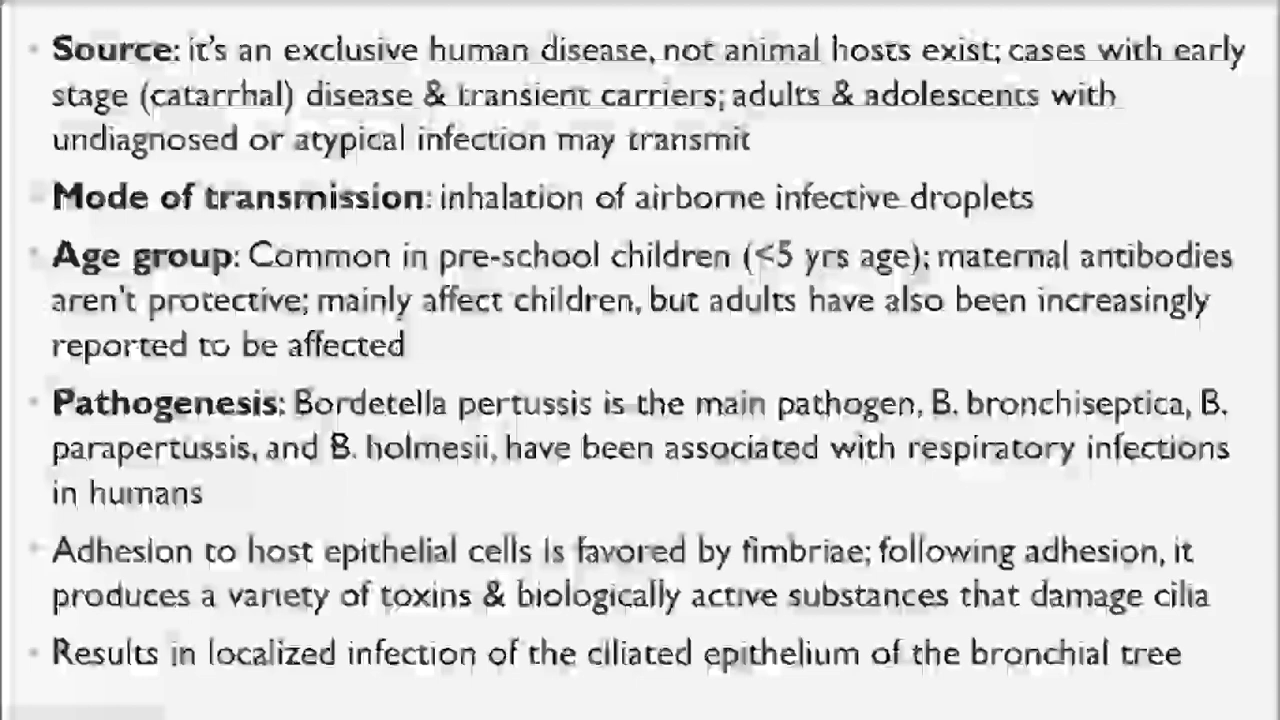 • Source: it's an exclusive human disease, not animal hosts exist; cases with early
stage (catarrhal) disease & transient carriers; adults & adolescents with
undiagnosed or atypical infection may transmit
• Mode of transmission: inhalation of airborne infective droplets
• Age group: Common in pre-school children (<5 yrs age); maternal antibodies
aren't protective; mainly affect children, but adults have also been increasingly
reported to be affected
• Pathogenesis: Bordetella pertussis is the main pathogen, B. bronchiseptica, B.
parapertussis, and B. holmesii, have been associated with respiratory infections
in humans
• Adhesion to host epithelial cells is favored by fimbriae; following adhesion, it
produces a variety of toxins & biologically active substances that damage cilia
• Results in localized infection of the ciliated epithelium of the bronchial tree